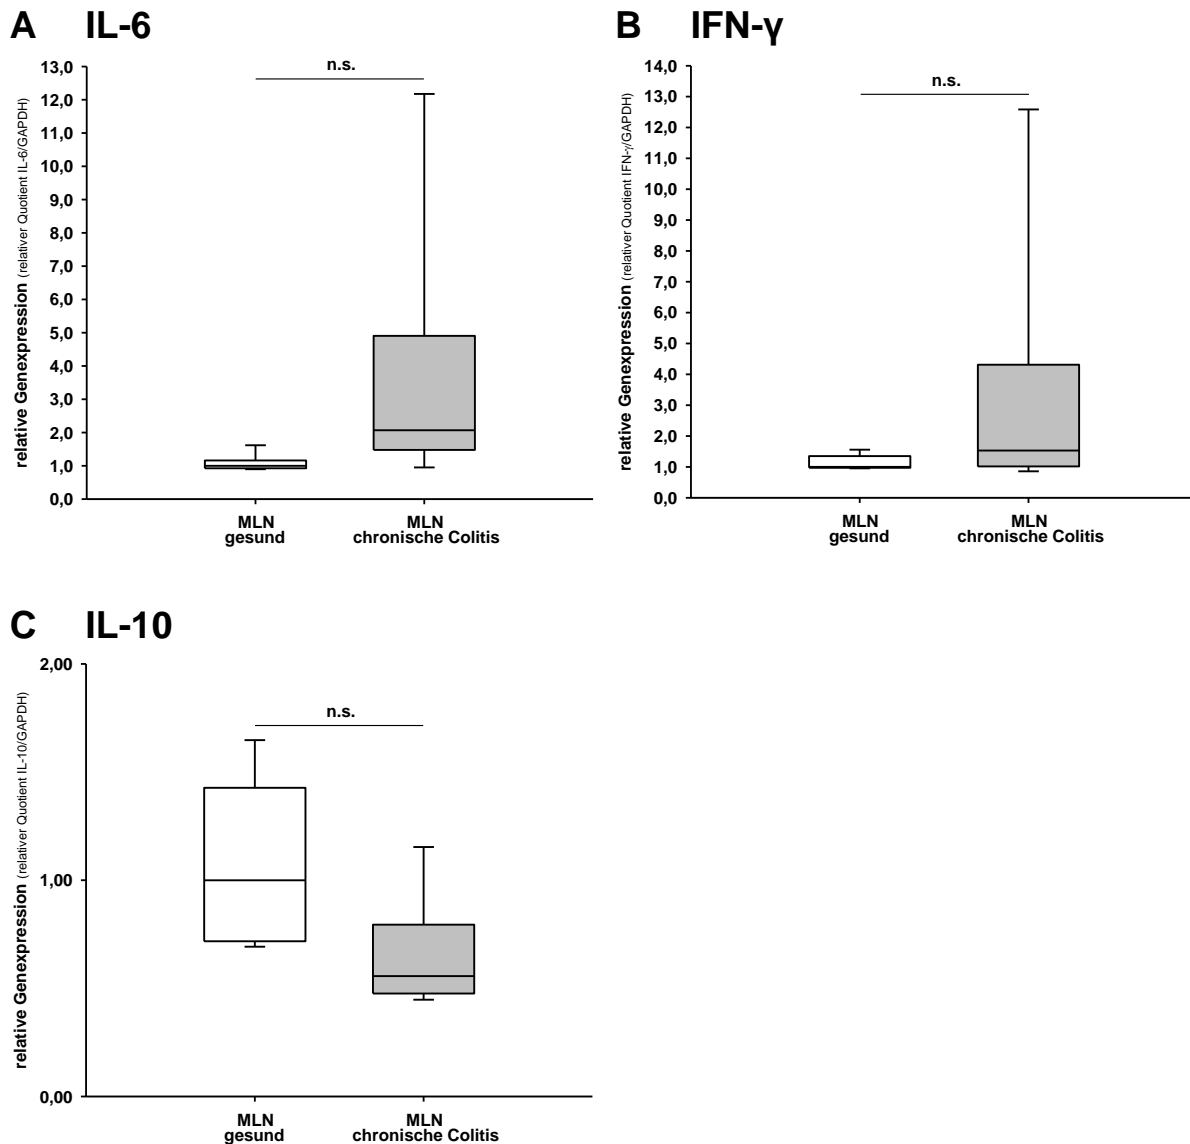 A IL-6
n.s.
13,0
12,0
11,0
10,0
9,0
8,0
7,0
6,0
5,0
4,0
3,0
2,0
1,0
0,0
relative Genexpression (relativer Quotient IL-6/GAPDH)
MLN
gesund
MLN
chronische Colitis
B IFN-γ
n.s.
14,0
13,0
12,0
11,0
10,0
9,0
8,0
7,0
6,0
5,0
4,0
3,0
2,0
1,0
0,0
relative Genexpression (relativer Quotient IFN-γ/GAPDH)
MLN
gesund
MLN
chronische Colitis
C IL-10
n.s.
2,00
1,00
0,00
relative Genexpression (relativer Quotient IL-10/GAPDH)
MLN
gesund
MLN
chronische Colitis